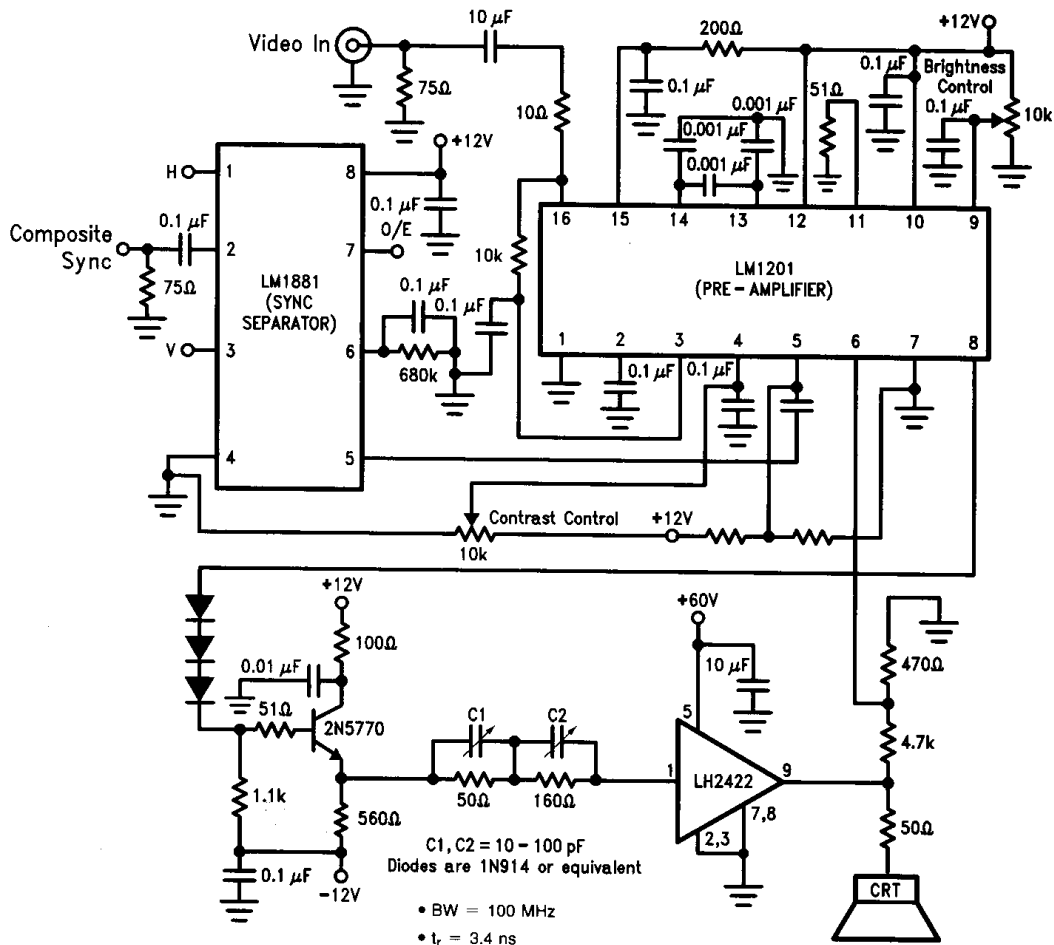 10 μF
Video In
75Ω
10Ω
200Ω
+12V
0.1 μF
Brightness
Control
0.1 μF
0.1 μF
10k
51Ω
0.001 μF
0.001 μF
0.001 μF
+12V
H
1
8
0.1 μF
0.1 μF
O/E
7
Composite
Sync
2
75Ω
LM1881
(SYNC
SEPARATOR)
10k
0.1 μF
0.1 μF
V
3
6
680k
4
5
16
15
14
13
12
11
10
9
LM1201
(PRE-AMPLIFIER)
1
2
3
4
5
6
7
8
0.1 μF
0.1 μF
Contrast Control
10k
+12V
+12V
100Ω
0.01 μF
51Ω
2N5770
1.1k
560Ω
0.1 μF
-12V
C1
C2
50Ω
160Ω
+60V
10 μF
5
1
LH2422
9
7,8
2,3
470Ω
4.7k
50Ω
CRT
C1, C2 = 10 - 100 pF
Diodes are 1N914 or equivalent
• BW = 100 MHz
• tr = 3.4 ns